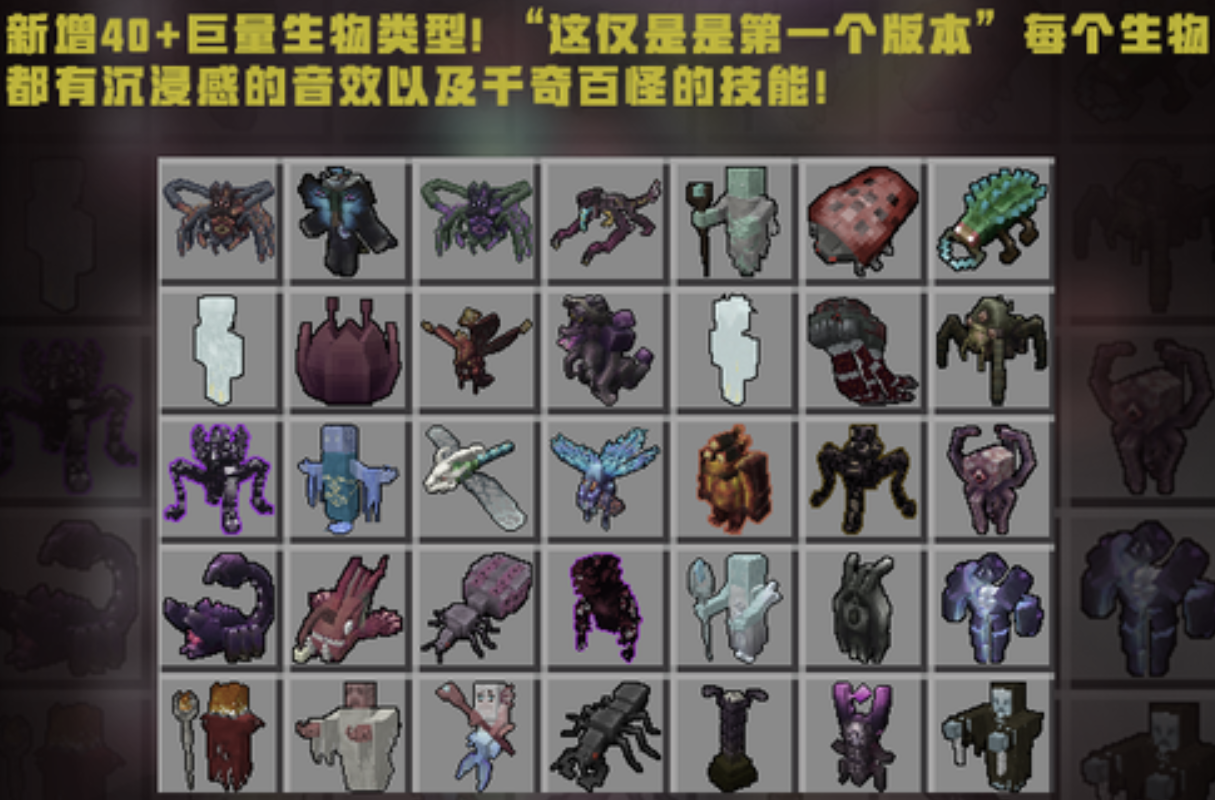 新增40+巨量生物类型！“这仅是是第一个版本”每个生物
都有沉浸感的音效以及千奇百怪的技能！